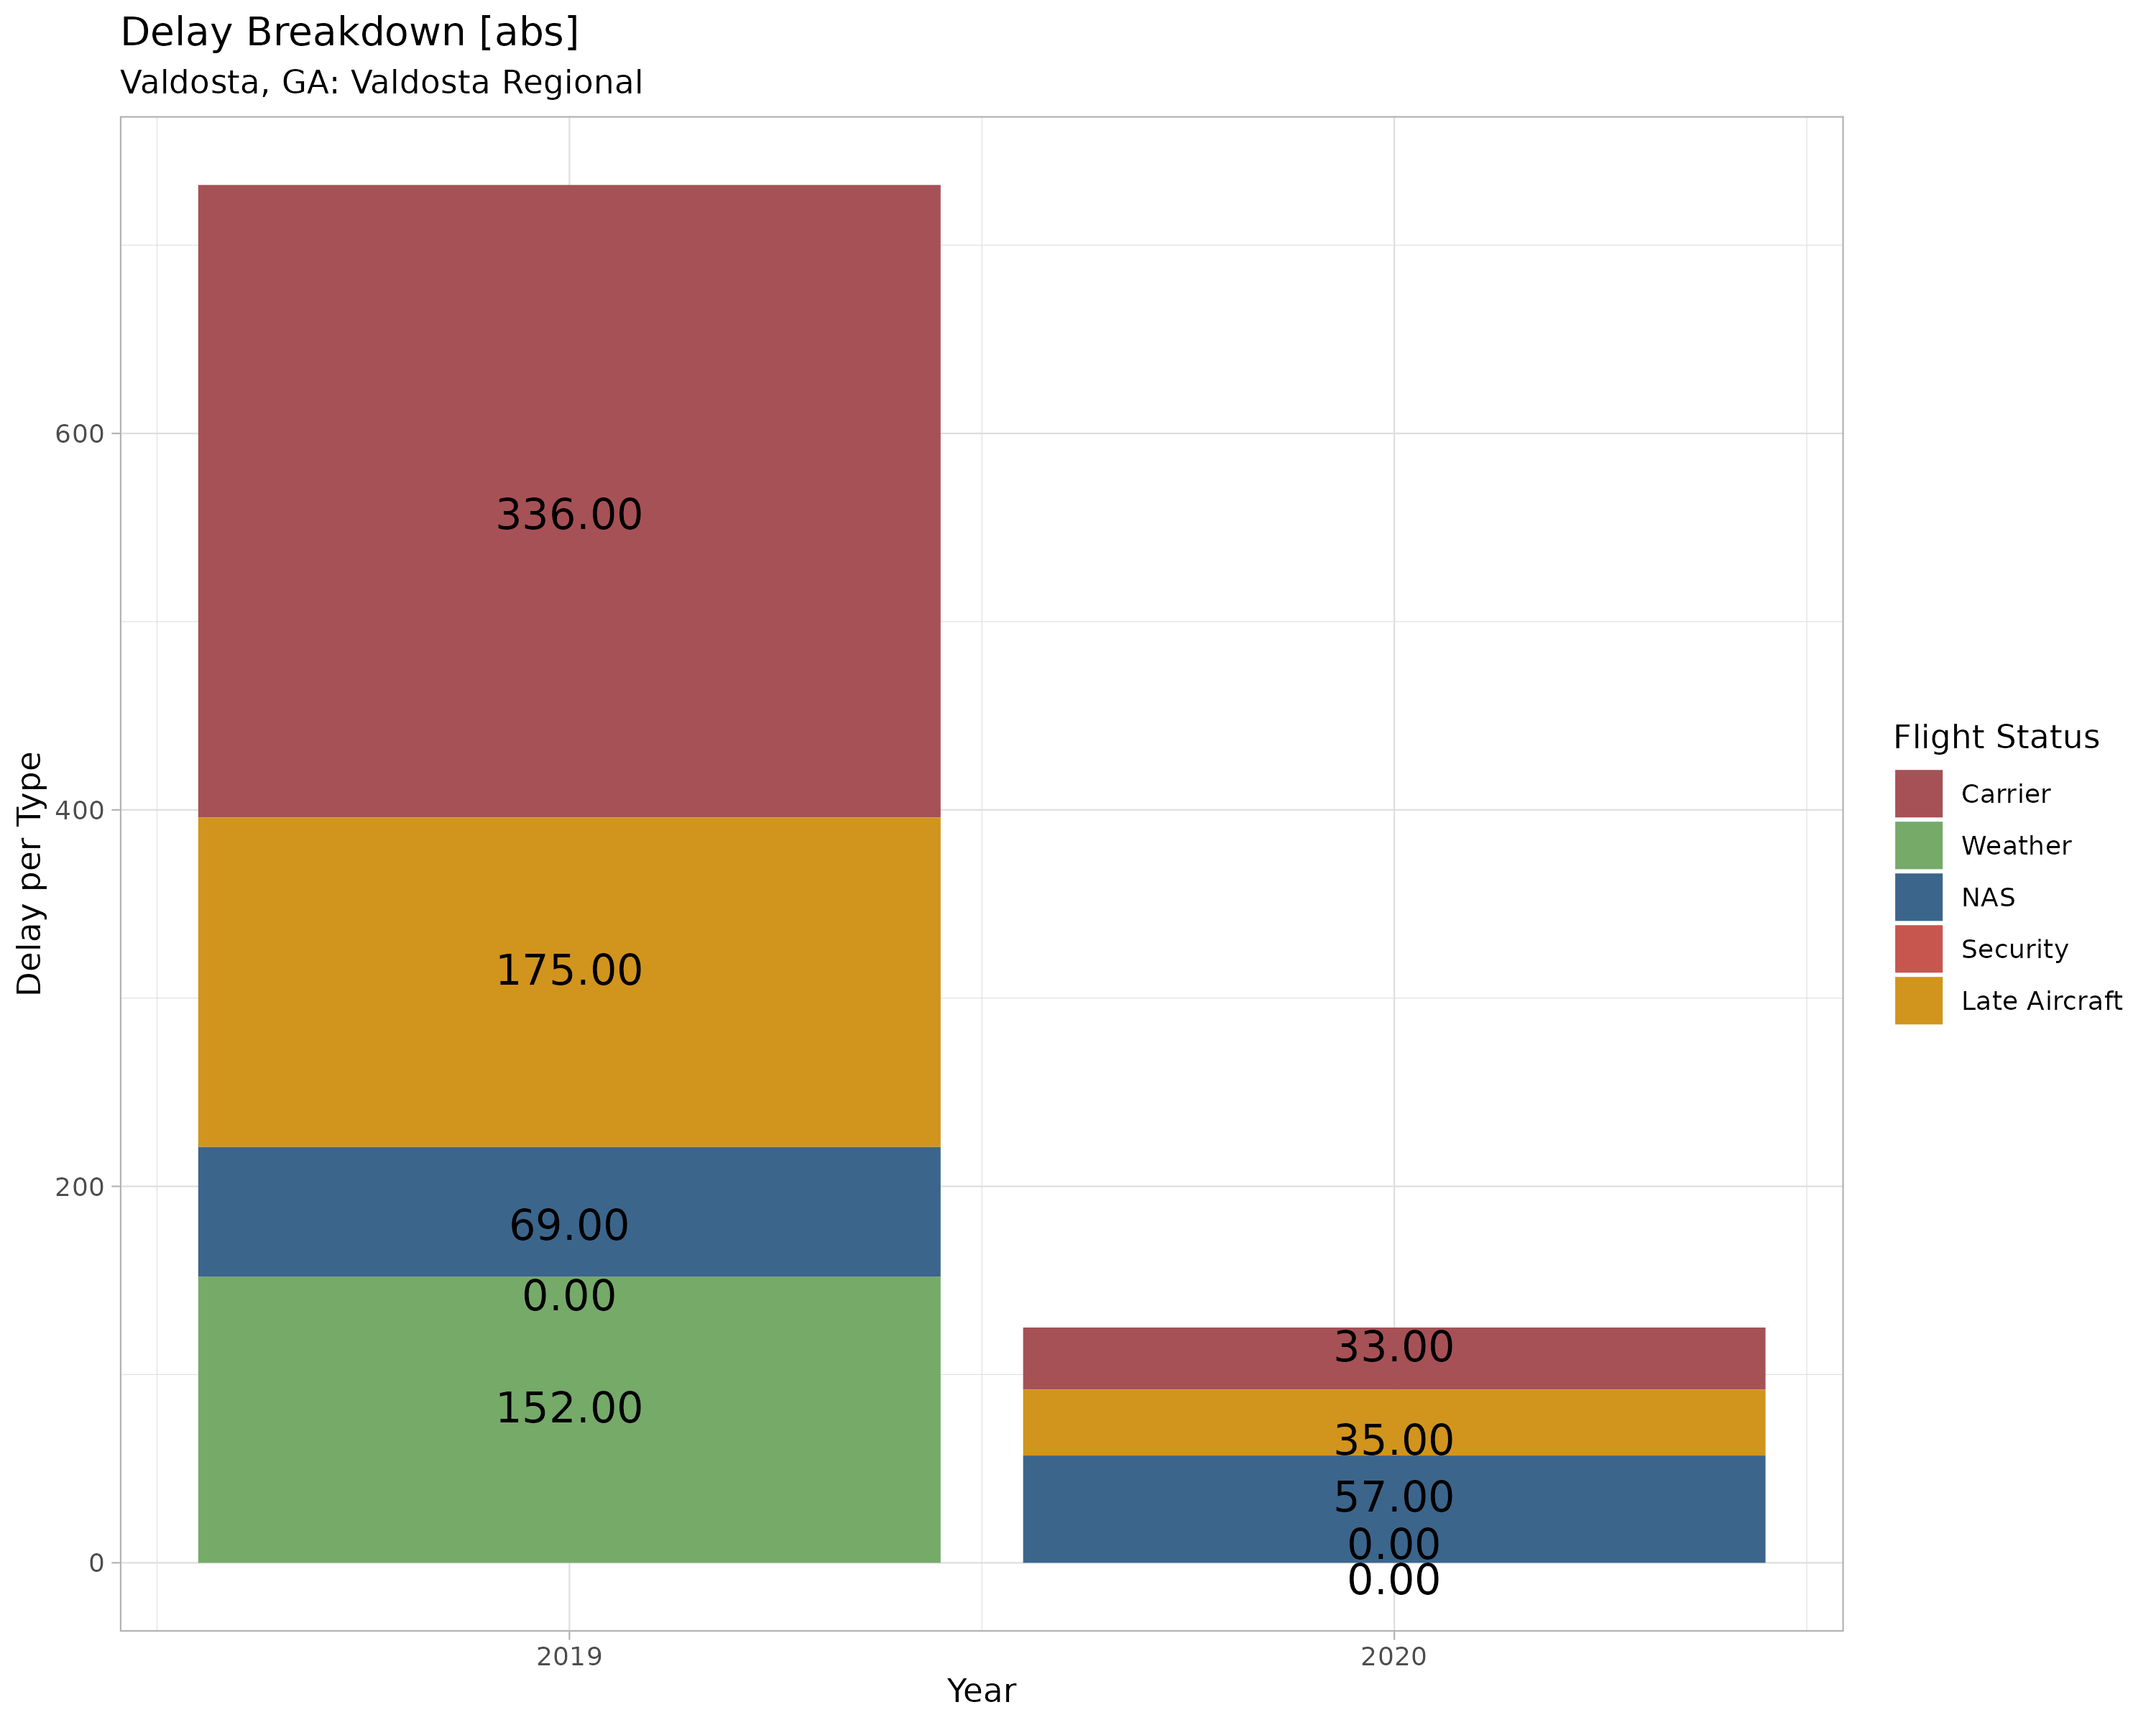 Delay Breakdown [abs]
Valdosta, GA: Valdosta Regional
Delay per Type
600
400
200
0
336.00
175.00
69.00
0.00
152.00
33.00
35.00
57.00
0.00
0.00
2019
2020
Year
Flight Status
Carrier
Weather
NAS
Security
Late Aircraft